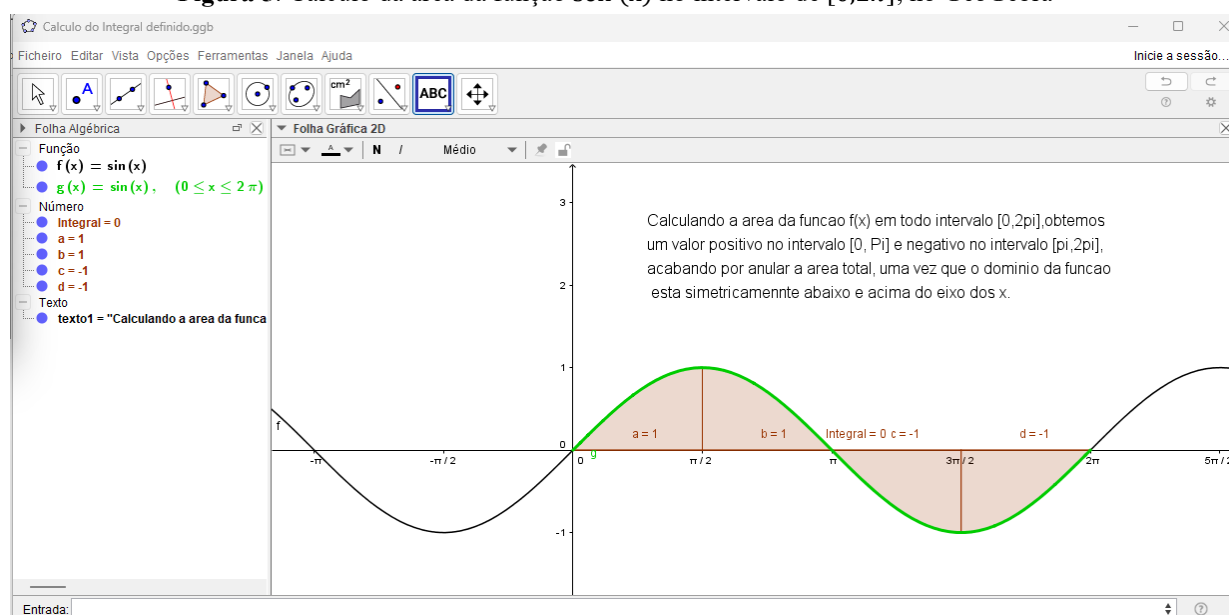 Calculo do Integral definido.ggb
Ficheiro Editar Vista Opções Ferramentas Janela Ajuda
Inicie a sessão...
A
cm²
ABC
Folha Algébrica
Folha Gráfica 2D
Função
f(x) = sin(x)
g(x) = sin(x), (0 ≤ x ≤ 2 π)
Número
Integral = 0
a = 1
b = 1
c = -1
d = -1
Texto
texto1 = "Calculando a area da funca
A
N I Médio
Calculando a area da funcao f(x) em todo intervalo [0,2pi],obtemos
um valor positivo no intervalo [0, Pi] e negativo no intervalo [pi,2pi],
acabando por anular a area total, uma vez que o dominio da funcao
esta simetricamennte abaixo e acima do eixo dos x.
3
2
1
0
-1
f
a = 1 b = 1 Integral = 0 c = -1 d = -1
g
-π -π / 2 0 π / 2 π 3π / 2 2π 5π / 2
Entrada: